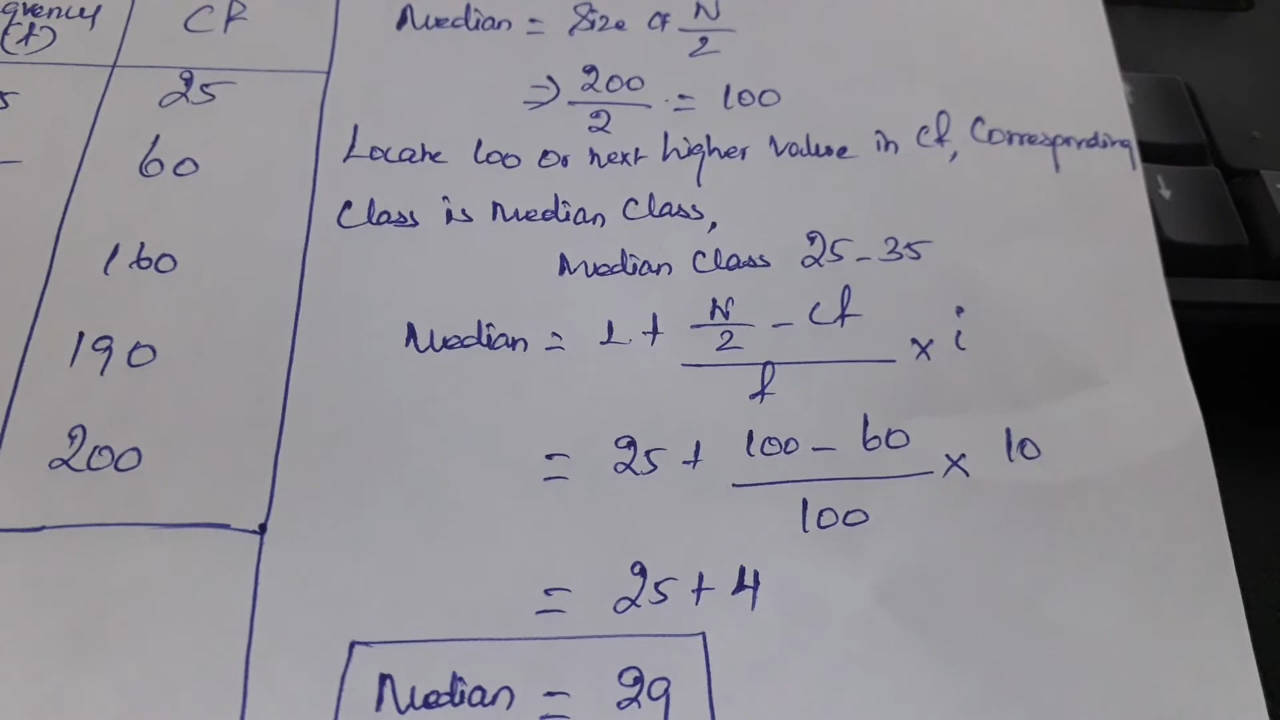 (f)
CF
25
60
160
190
200
Median = Size of N/2
⇒ 200/2 = 100
Locate 100 or next higher value in cf, Corresponding
Class is Median Class,
Median Class 25-35
Median = L + (N/2 - cf)/f × i
= 25 + (100 - 60)/100 × 10
= 25 + 4
Median = 29